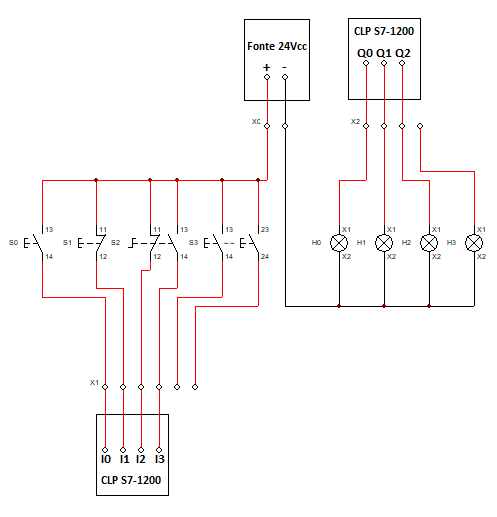 Fonte 24Vcc
+ -
CLP S7-1200
Q0 Q1 Q2
XC
X2
13 11 11 13 13 23
S0 S1 S2 S3
14 12 12 14 14 24
X1 X1 X1 X1
H0 H1 H2 H3
X2 X2 X2 X2
X1
I0 I1 I2 I3
CLP S7-1200